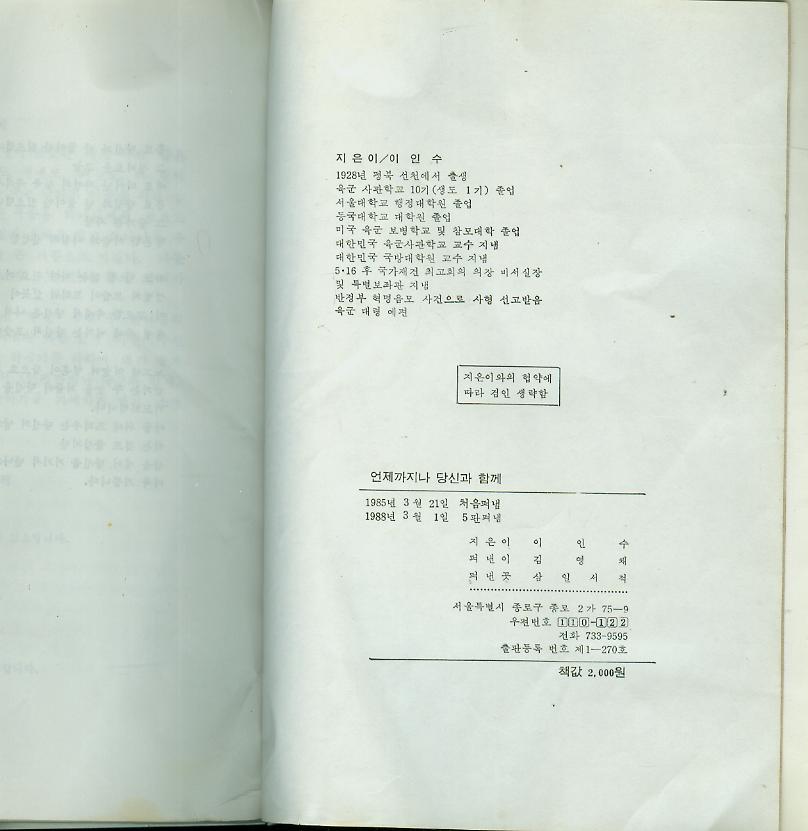 지은이/이 인 수
1928년 평북 선천에서 출생
육군 사관학교 10기(생도 1기) 졸업
서울대학교 행정대학원 졸업
동국대학교 대학원 졸업
미국 육군 보병학교 및 참모대학 졸업
대한민국 육군사관학교 교수 지냄
대한민국 국방대학원 교수 지냄
5·16 후 국가재건 최고회의 의장 비서실장
및 특별보좌관 지냄
반정부 혁명음모 사건으로 사형 선고받음
육군 대령 예편
지은이와의 협약에
따라 검인 생략함
언제까지나 당신과 함께
1985년 3월 21일 처음펴냄
1988년 3월 1일 5판펴냄
지은이 이 인 수
펴낸이 김 영 채
펴낸곳 삼일서적
서울특별시 종로구 종로 2가 75—9
우편번호 110-122
전화 733-9595
출판등록 번호 제1—270호
책값 2,000원